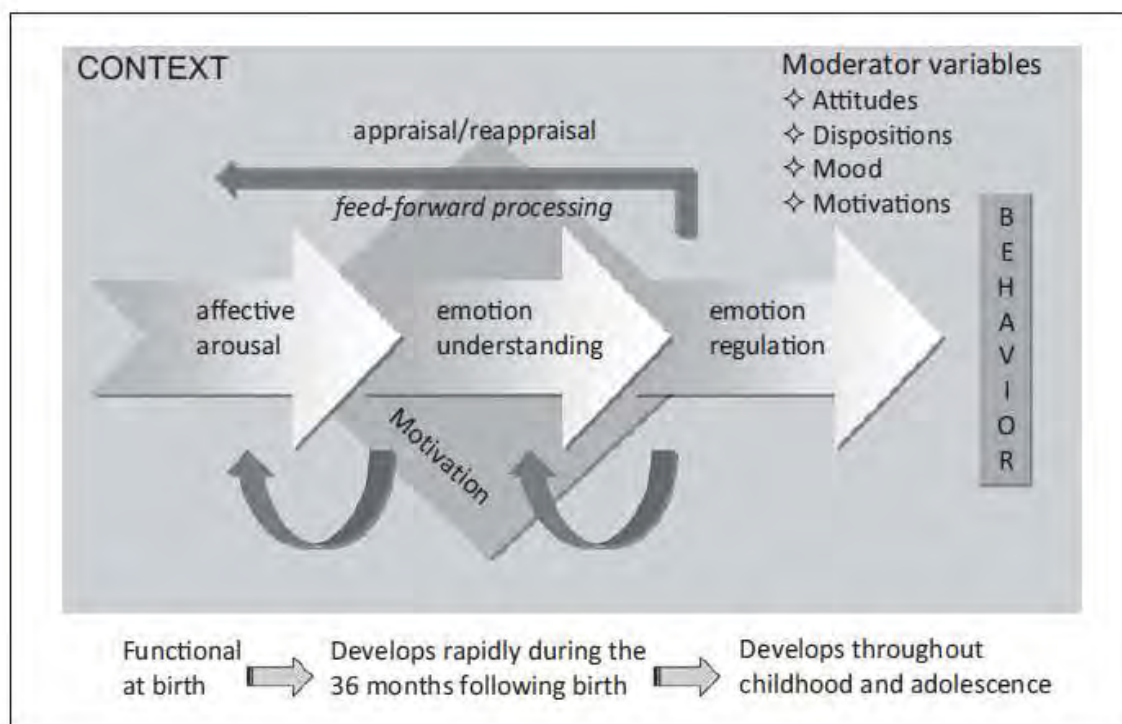 CONTEXT
Moderator variables
✧ Attitudes
✧ Dispositions
✧ Mood
✧ Motivations
appraisal/reappraisal
feed-forward processing
affective
arousal
emotion
understanding
emotion
regulation
Motivation
BEHAVIOR
Functional
at birth
Develops rapidly during the
36 months following birth
Develops throughout
childhood and adolescence